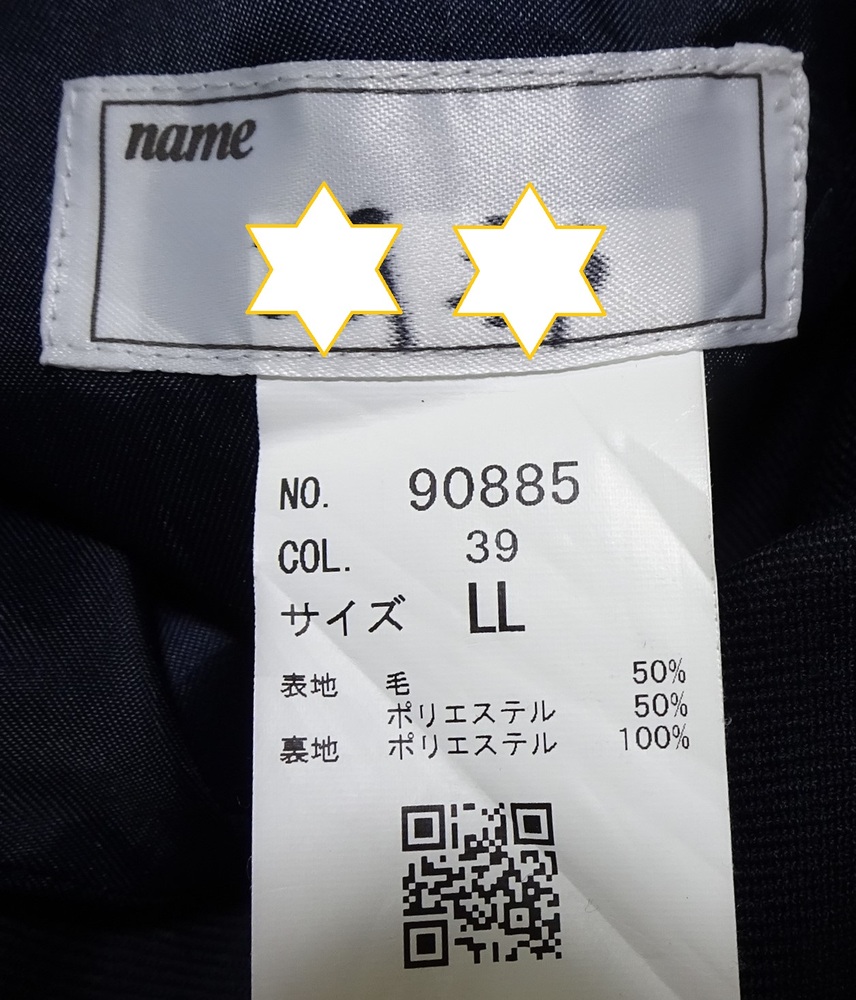 name
NO. 90885
COL. 39
サイズ LL
表地 毛 50%
ポリエステル 50%
裏地 ポリエステル 100%